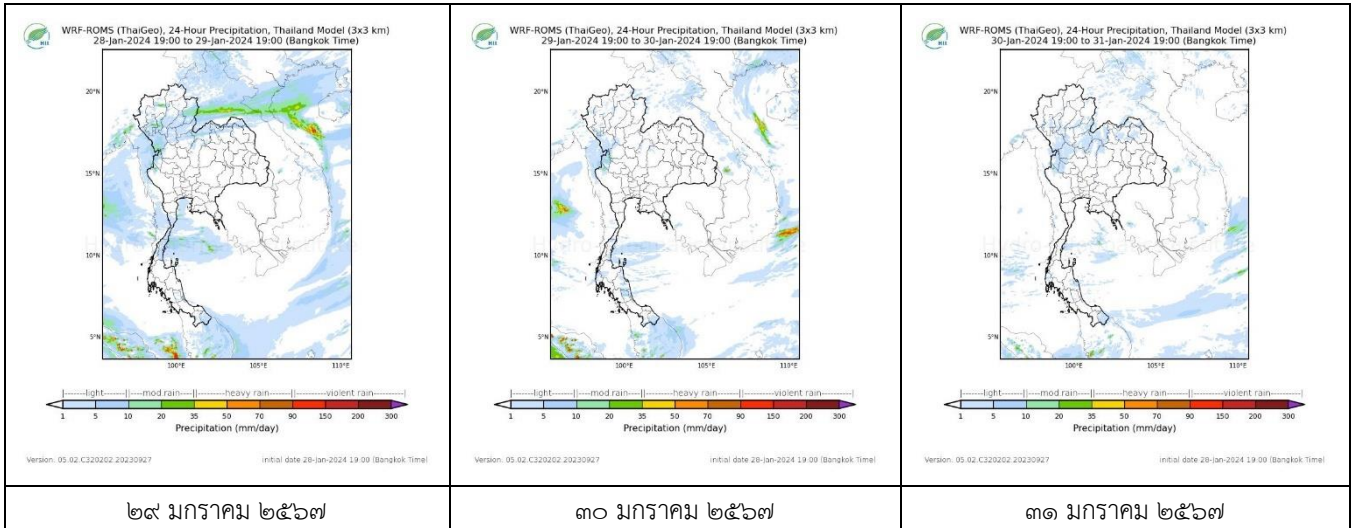 WRF-ROMS (ThaiGeo), 24-Hour Precipitation, Thailand Model (3x3 km)
28-Jan-2024 19:00 to 29-Jan-2024 19:00 (Bangkok Time)
20°N
15°N
10°N
5°N
100°E
105°E
110°E
light
mod rain
heavy rain
violent rain
1 5 10 20 35 50 70 90 150 200 300
Precipitation (mm/day)
Version: 05.02.C320202.20230927
initial date 28-Jan-2024 19:00 (Bangkok Time)
๒๙ มกราคม ๒๕๖๗
WRF-ROMS (ThaiGeo), 24-Hour Precipitation, Thailand Model (3x3 km)
29-Jan-2024 19:00 to 30-Jan-2024 19:00 (Bangkok Time)
20°N
15°N
10°N
5°N
100°E
105°E
110°E
light
mod rain
heavy rain
violent rain
1 5 10 20 35 50 70 90 150 200 300
Precipitation (mm/day)
Version: 05.02.C320202.20230927
initial date 28-Jan-2024 19:00 (Bangkok Time)
๓๐ มกราคม ๒๕๖๗
WRF-ROMS (ThaiGeo), 24-Hour Precipitation, Thailand Model (3x3 km)
30-Jan-2024 19:00 to 31-Jan-2024 19:00 (Bangkok Time)
20°N
15°N
10°N
5°N
100°E
105°E
110°E
light
mod rain
heavy rain
violent rain
1 5 10 20 35 50 70 90 150 200 300
Precipitation (mm/day)
Version: 05.02.C320202.20230927
initial date 28-Jan-2024 19:00 (Bangkok Time)
๓๑ มกราคม ๒๕๖๗